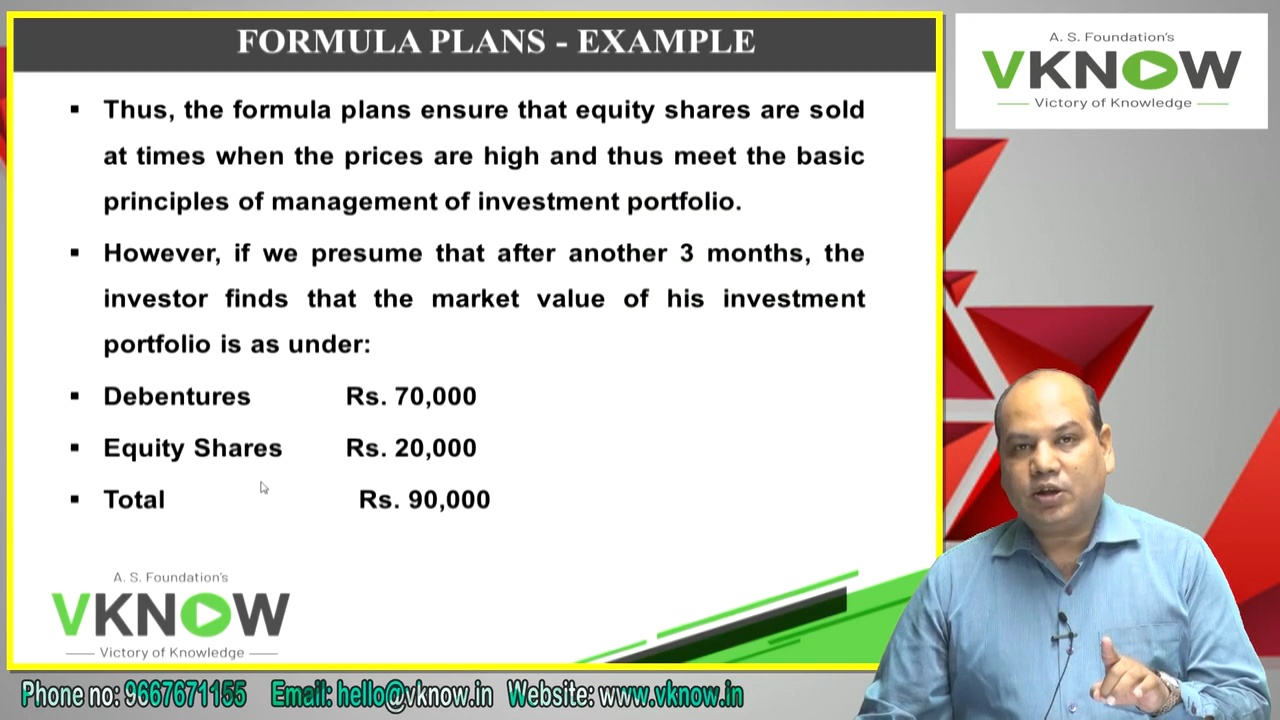 FORMULA PLANS - EXAMPLE
A. S. Foundation's
VKNOW
Victory of Knowledge
▪ Thus, the formula plans ensure that equity shares are sold
at times when the prices are high and thus meet the basic
principles of management of investment portfolio.
▪ However, if we presume that after another 3 months, the
investor finds that the market value of his investment
portfolio is as under:
▪ Debentures Rs. 70,000
▪ Equity Shares Rs. 20,000
▪ Total Rs. 90,000
A. S. Foundation's
VKNOW
Victory of Knowledge
Phone no: 9667671155 Email: hello@vknow.in Website: www.vknow.in